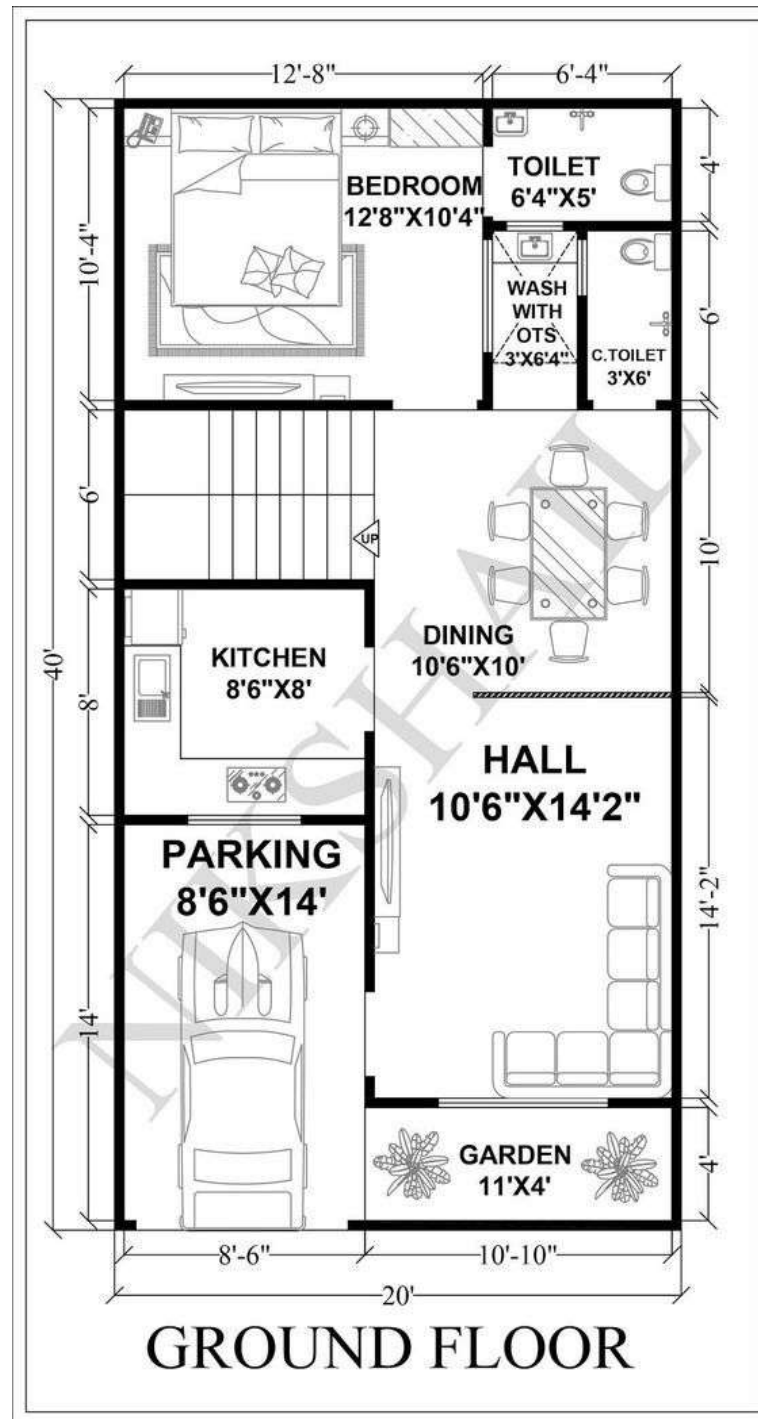 12'-8"
6'-4"
BEDROOM
12'8"X10'4"
TOILET
6'4"X5'
4'
10'-4"
WASH
WITH
OTS
3'X6'4"
C.TOILET
3'X6'
6'
6'
UP
10'
40'
KITCHEN
8'6"X8'
8'
DINING
10'6"X10'
HALL
10'6"X14'2"
PARKING
8'6"X14'
14'-2"
14'
GARDEN
11'X4'
4'
8'-6"
10'-10"
20'
GROUND FLOOR
NIKSHAIL